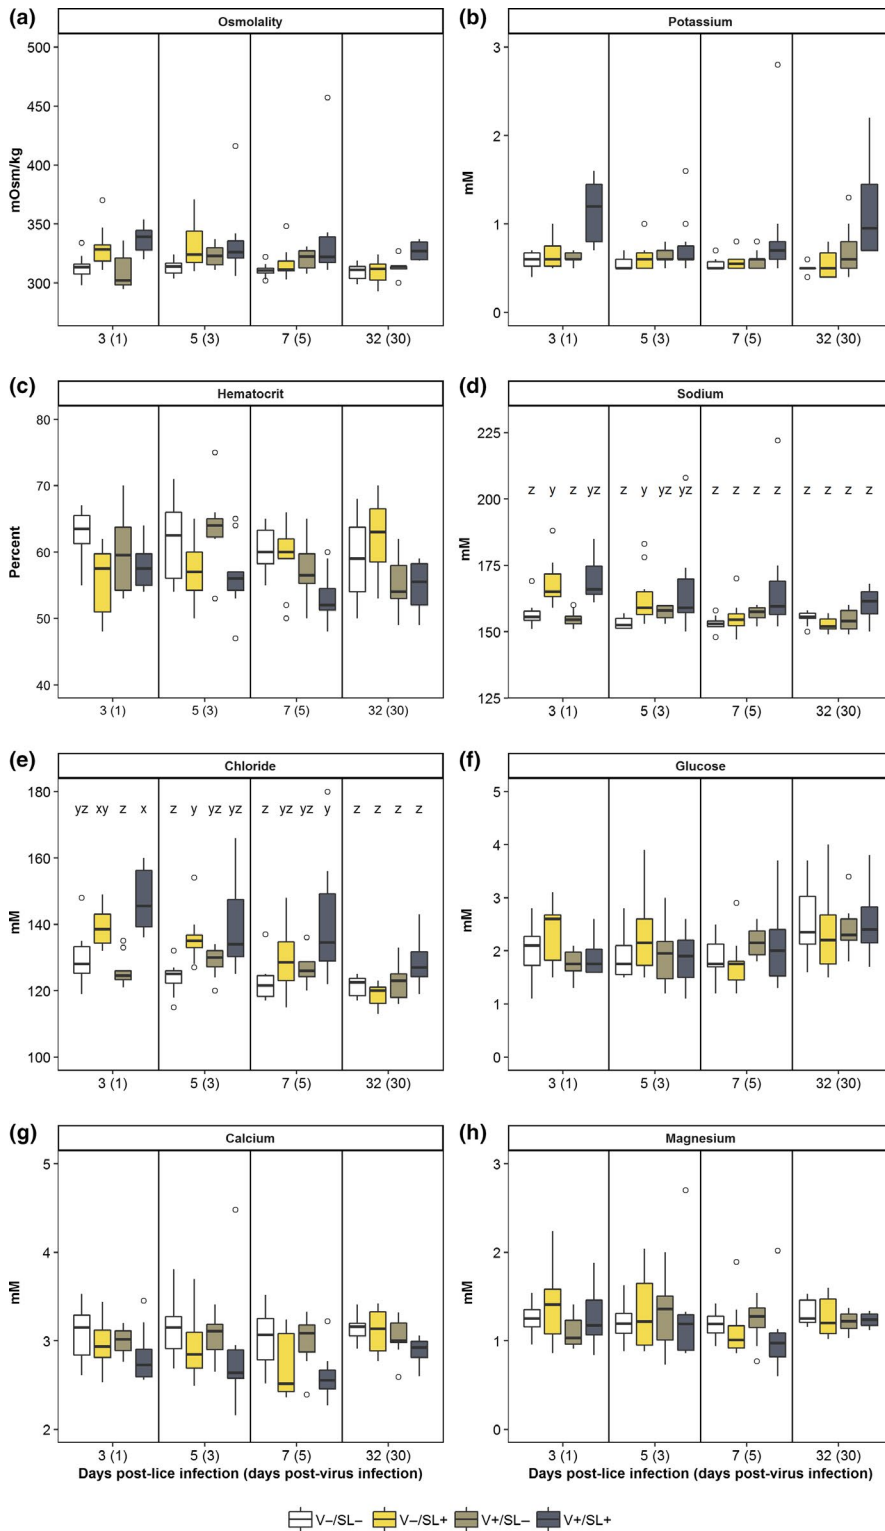 (a)
Osmolality
500
450
400
350
300
mOsm/kg
3 (1) 5 (3) 7 (5) 32 (30)
(b)
Potassium
3
2
1
0
mM
3 (1) 5 (3) 7 (5) 32 (30)
(c)
Hematocrit
80
70
60
50
40
Percent
3 (1) 5 (3) 7 (5) 32 (30)
(d)
Sodium
225
200
175
150
125
mM
z y z yz z y yz yz z z z z z z z z
3 (1) 5 (3) 7 (5) 32 (30)
(e)
Chloride
180
160
140
120
100
mM
yz xy z x z y yz yz z yz yz y z z z z
3 (1) 5 (3) 7 (5) 32 (30)
(f)
Glucose
5
4
3
2
1
0
mM
3 (1) 5 (3) 7 (5) 32 (30)
(g)
Calcium
5
4
3
2
mM
3 (1) 5 (3) 7 (5) 32 (30)
Days post-lice infection (days post-virus infection)
(h)
Magnesium
3
2
1
0
mM
3 (1) 5 (3) 7 (5) 32 (30)
Days post-lice infection (days post-virus infection)
V−/SL− V−/SL+ V+/SL− V+/SL+